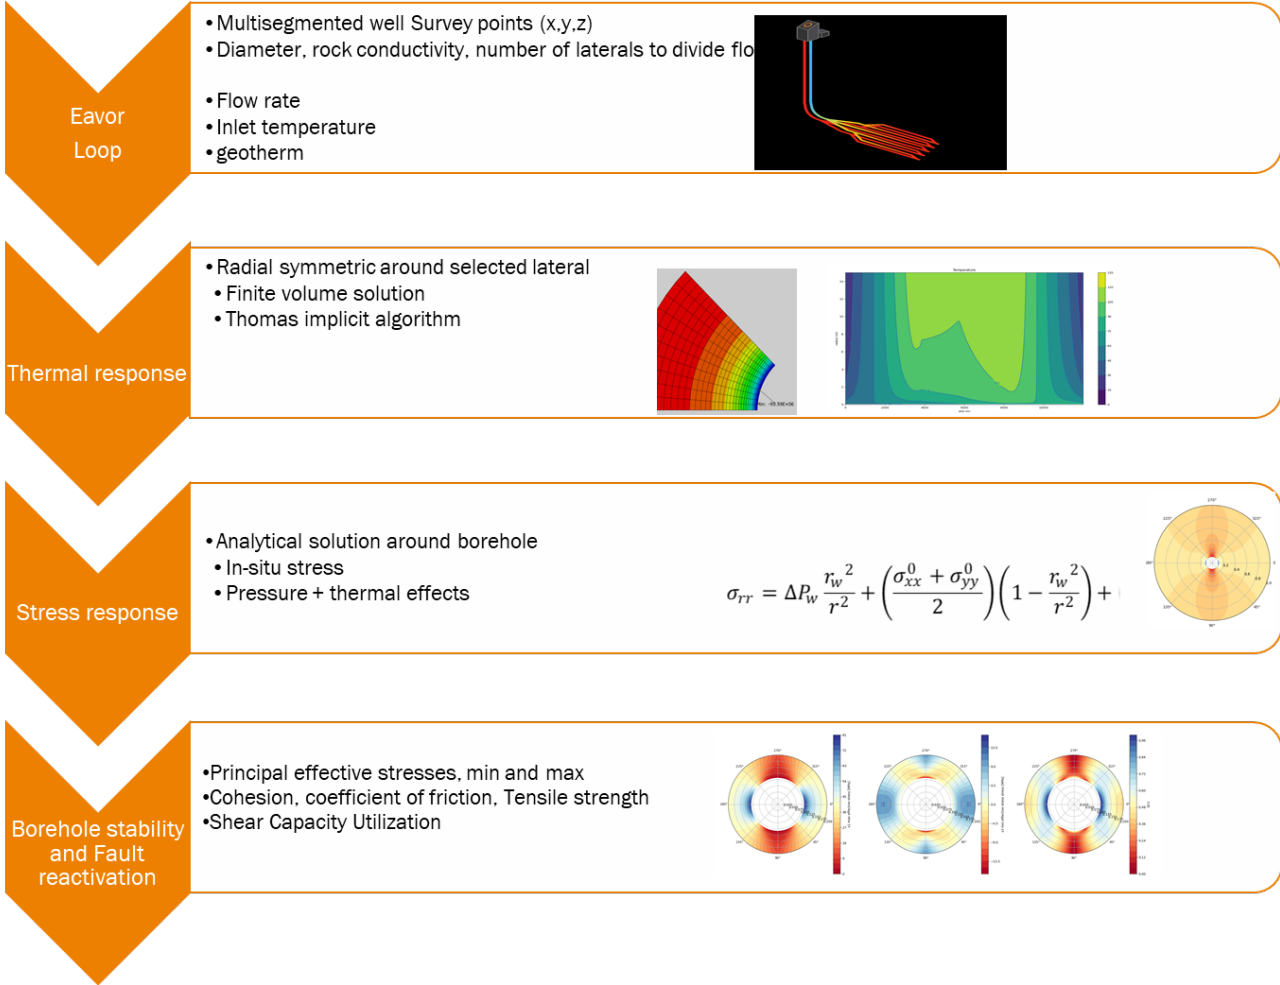 Eavor
Loop
•Multisegmented well Survey points (x,y,z)
•Diameter, rock conductivity, number of laterals to divide flo
•Flow rate
•Inlet temperature
•geotherm
Thermal response
•Radial symmetric around selected lateral
•Finite volume solution
•Thomas implicit algorithm
Temperature
Stress response
•Analytical solution around borehole
•In-situ stress
•Pressure + thermal effects
σrr = ΔPw rw²/r² + (σ⁰xx + σ⁰yy / 2)(1 − rw²/r²) +
270°
90°
Borehole stability
and Fault
reactivation
•Principal effective stresses, min and max
•Cohesion, coefficient of friction, Tensile strength
•Shear Capacity Utilization